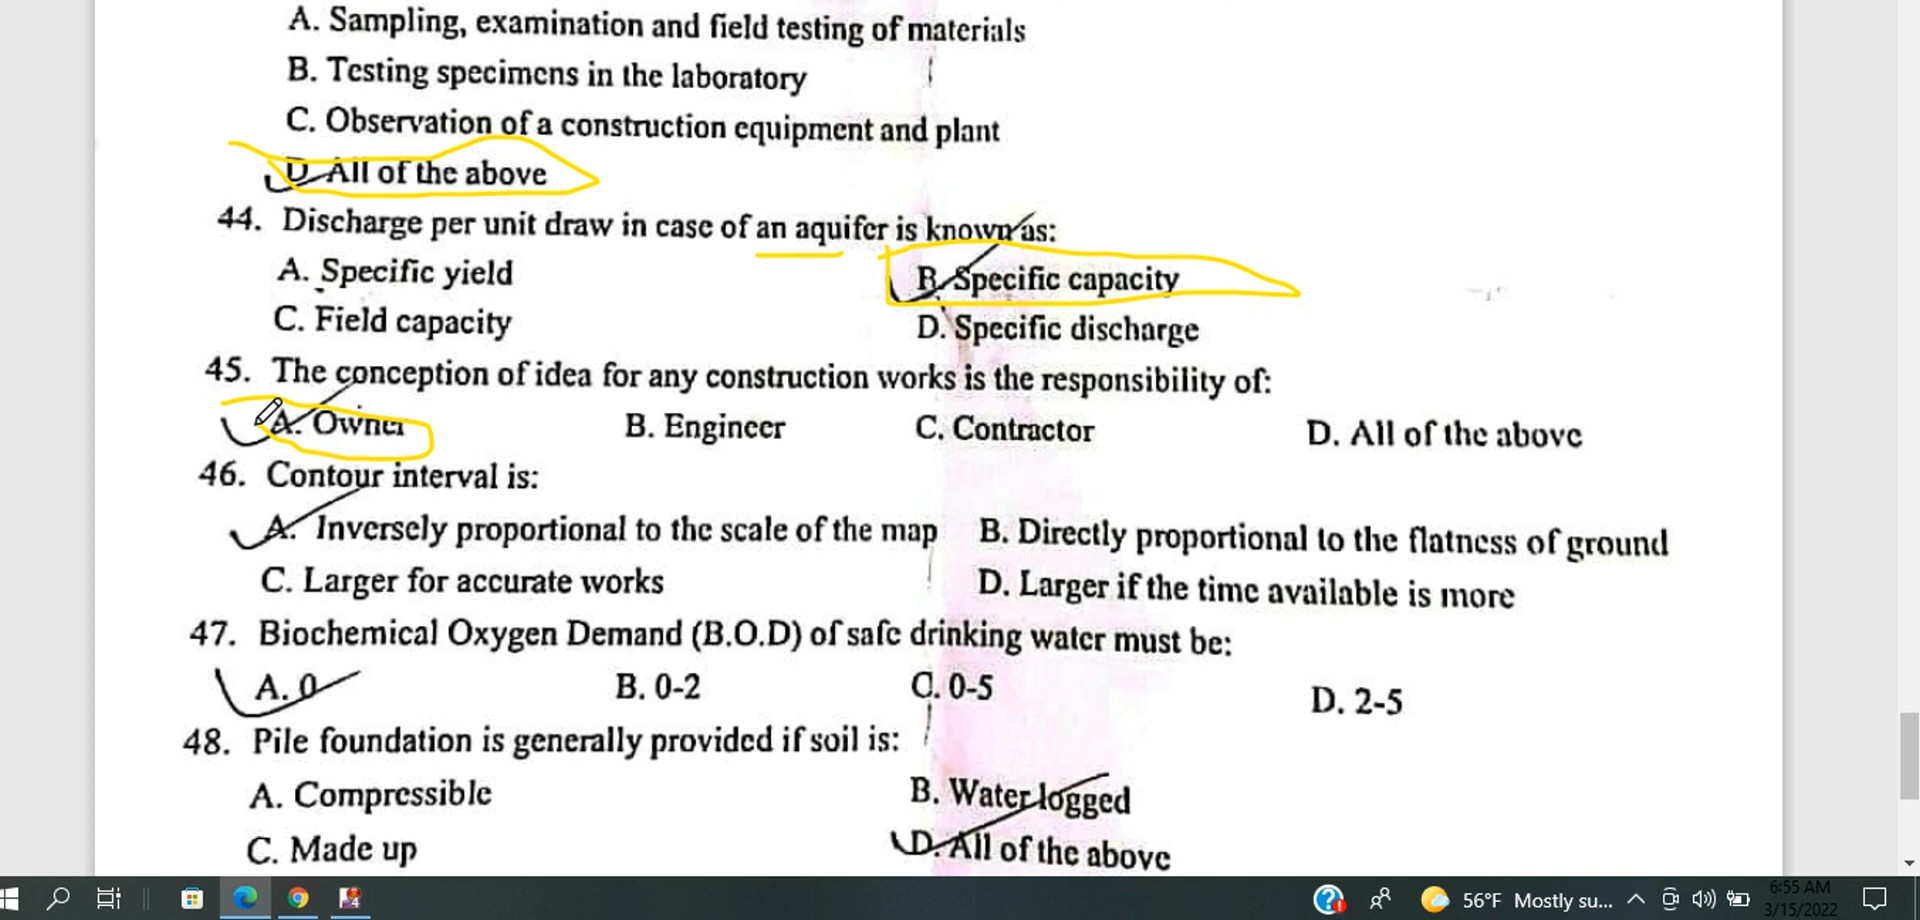 A. Sampling, examination and field testing of materials
B. Testing specimens in the laboratory
C. Observation of a construction equipment and plant
D. All of the above
44. Discharge per unit draw in case of an aquifer is known as:
A. Specific yield B. Specific capacity
C. Field capacity D. Specific discharge
45. The conception of idea for any construction works is the responsibility of:
A. Owner B. Engineer C. Contractor D. All of the above
46. Contour interval is:
A. Inversely proportional to the scale of the map B. Directly proportional to the flatness of ground
C. Larger for accurate works D. Larger if the time available is more
47. Biochemical Oxygen Demand (B.O.D) of safe drinking water must be:
A. 0 B. 0-2 C. 0-5 D. 2-5
48. Pile foundation is generally provided if soil is:
A. Compressible B. Water logged
C. Made up D. All of the above
56°F Mostly su... 6:55 AM
3/15/2022